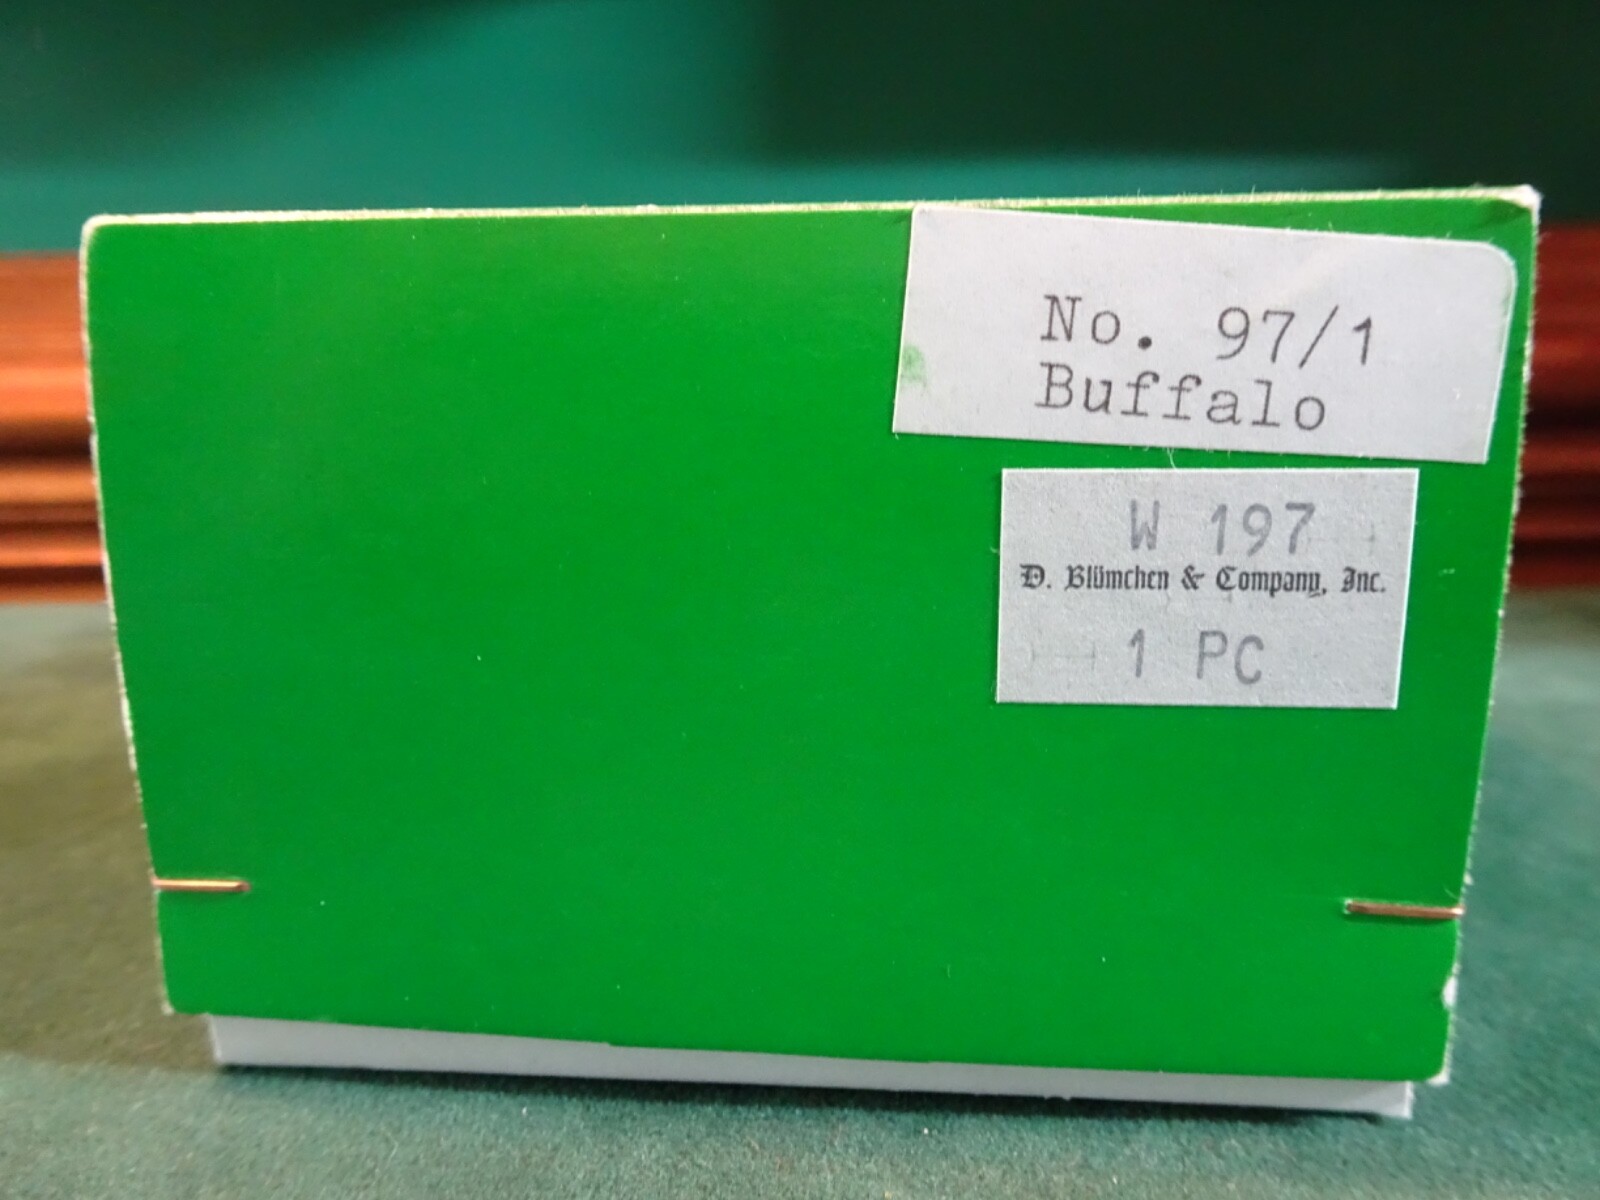 No. 97/1
Buffalo
W 197
D. Blümchen & Company, Inc.
1 PC